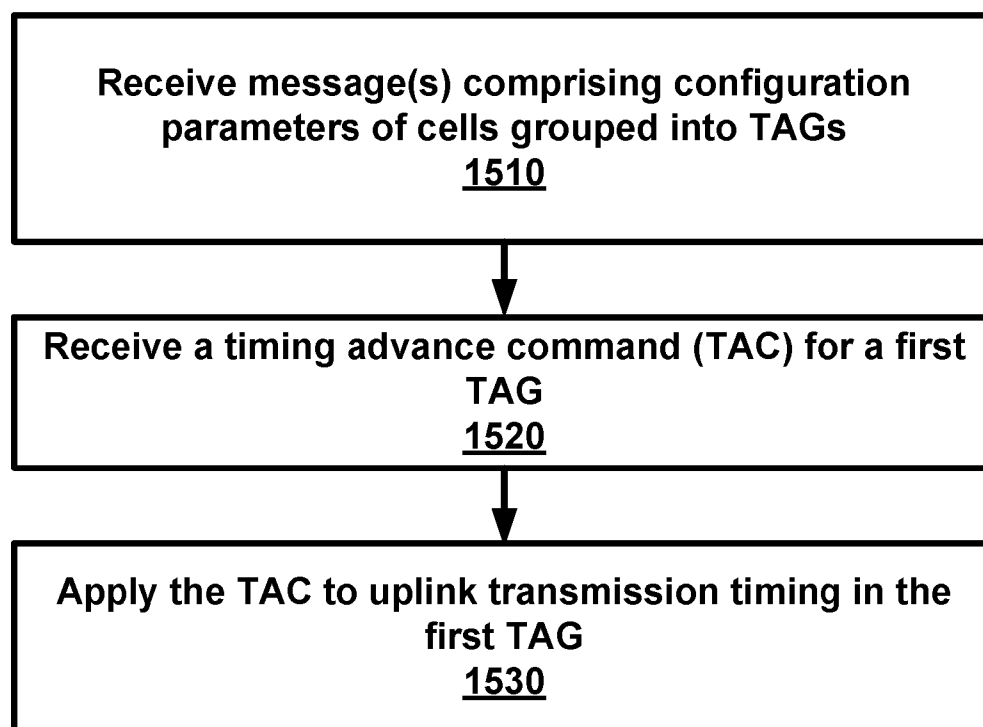 Receive message(s) comprising configuration
parameters of cells grouped into TAGs
1510
Receive a timing advance command (TAC) for a first
TAG
1520
Apply the TAC to uplink transmission timing in the
first TAG
1530